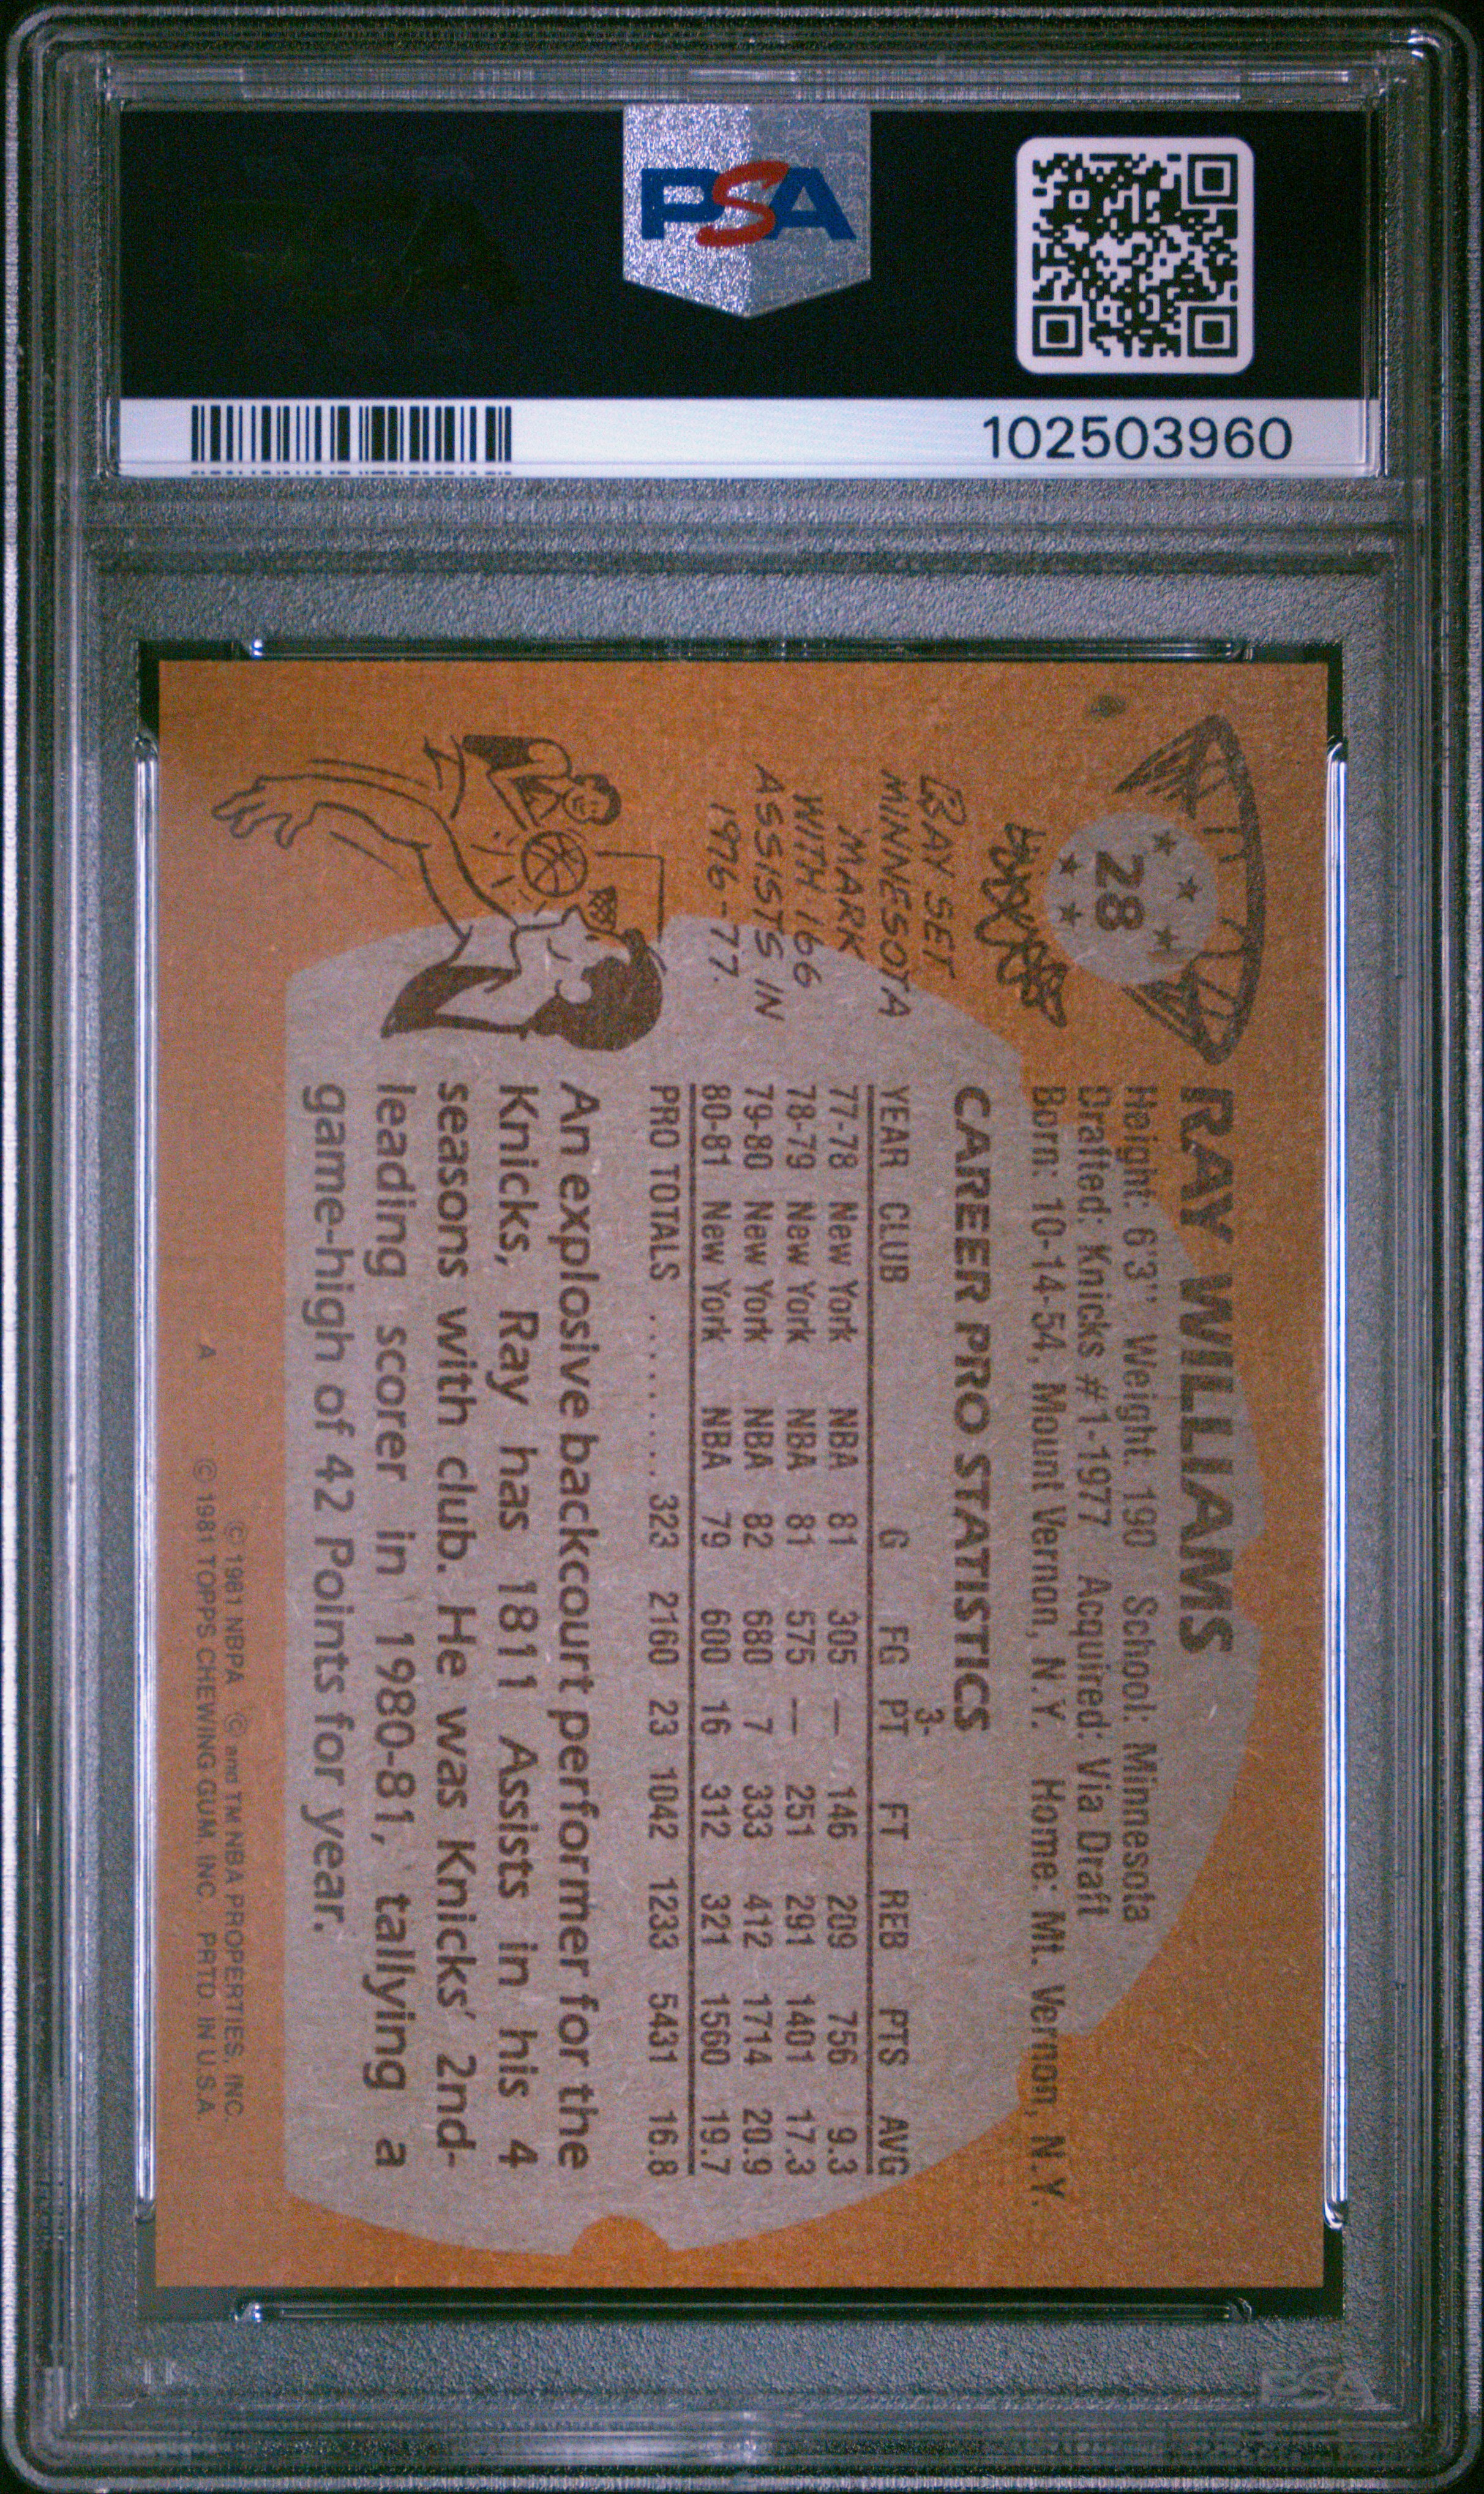 PSA
102503960
28
RAY WILLIAMS
Height: 6'3" Weight: 190 School: Minnesota
Drafted: Knicks #1-1977 Acquired: Via Draft
Born: 10-14-54, Mount Vernon, N.Y. Home: Mt. Vernon, N.Y.
RAY SET
MINNESOTA
MARK
WITH 166
ASSISTS IN
1976-77.
CAREER PRO STATISTICS
YEAR CLUB G FG 3-PT FT REB PTS AVG
77-78 New York NBA 81 305 — 146 209 756 9.3
78-79 New York NBA 81 575 — 251 291 1401 17.3
79-80 New York NBA 82 680 7 333 412 1714 20.9
80-81 New York NBA 79 600 16 312 321 1560 19.7
PRO TOTALS ........ 323 2160 23 1042 1233 5431 16.8
An explosive backcourt performer for the
Knicks, Ray has 1811 Assists in his 4
seasons with club. He was Knicks' 2nd-
leading scorer in 1980-81, tallying a
game-high of 42 Points for year.
© 1981 NBPA © and TM NBA PROPERTIES, INC.
A © 1981 TOPPS CHEWING GUM, INC. PRTD. IN U.S.A.
PSA